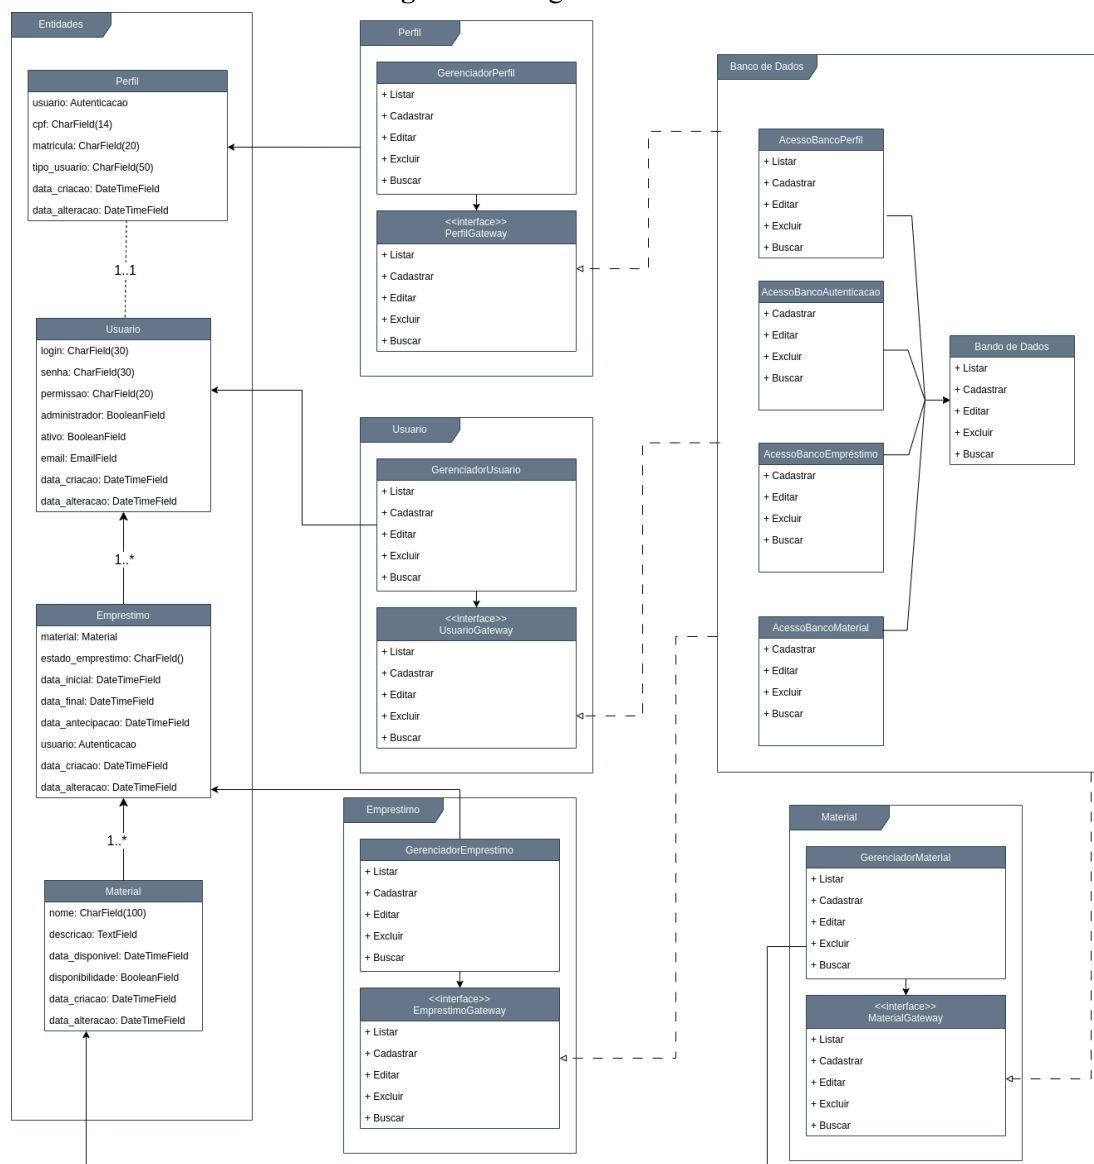 Entidades
Perfil
usuario: Autenticacao
cpf: CharField(14)
matricula: CharField(20)
tipo_usuario: CharField(50)
data_criacao: DateTimeField
data_alteracao: DateTimeField
1..1
Usuario
login: CharField(30)
senha: CharField(30)
permissao: CharField(20)
administrador: BooleanField
ativo: BooleanField
email: EmailField
data_criacao: DateTimeField
data_alteracao: DateTimeField
1..*
Emprestimo
material: Material
estado_emprestimo: CharField()
data_inicial: DateTimeField
data_final: DateTimeField
data_antecipacao: DateTimeField
usuario: Autenticacao
data_criacao: DateTimeField
data_alteracao: DateTimeField
1..*
Material
nome: CharField(100)
descricao: TextField
data_disponivel: DateTimeField
disponibilidade: BooleanField
data_criacao: DateTimeField
data_alteracao: DateTimeField
Perfil
GerenciadorPerfil
+ Listar
+ Cadastrar
+ Editar
+ Excluir
+ Buscar
<<interface>>
PerfilGateway
+ Listar
+ Cadastrar
+ Editar
+ Excluir
+ Buscar
Usuario
GerenciadorUsuario
+ Listar
+ Cadastrar
+ Editar
+ Excluir
+ Buscar
<<interface>>
UsuarioGateway
+ Listar
+ Cadastrar
+ Editar
+ Excluir
+ Buscar
Emprestimo
GerenciadorEmprestimo
+ Listar
+ Cadastrar
+ Editar
+ Excluir
+ Buscar
<<interface>>
EmprestimoGateway
+ Listar
+ Cadastrar
+ Editar
+ Excluir
+ Buscar
Banco de Dados
AcessoBancoPerfil
+ Listar
+ Cadastrar
+ Editar
+ Excluir
+ Buscar
AcessoBancoAutenticacao
+ Cadastrar
+ Editar
+ Excluir
+ Buscar
AcessoBancoEmpréstimo
+ Cadastrar
+ Editar
+ Excluir
+ Buscar
AcessoBancoMaterial
+ Cadastrar
+ Editar
+ Excluir
+ Buscar
Bando de Dados
+ Listar
+ Cadastrar
+ Editar
+ Excluir
+ Buscar
Material
GerenciadorMaterial
+ Listar
+ Cadastrar
+ Editar
+ Excluir
+ Buscar
<<interface>>
MaterialGateway
+ Listar
+ Cadastrar
+ Editar
+ Excluir
+ Buscar